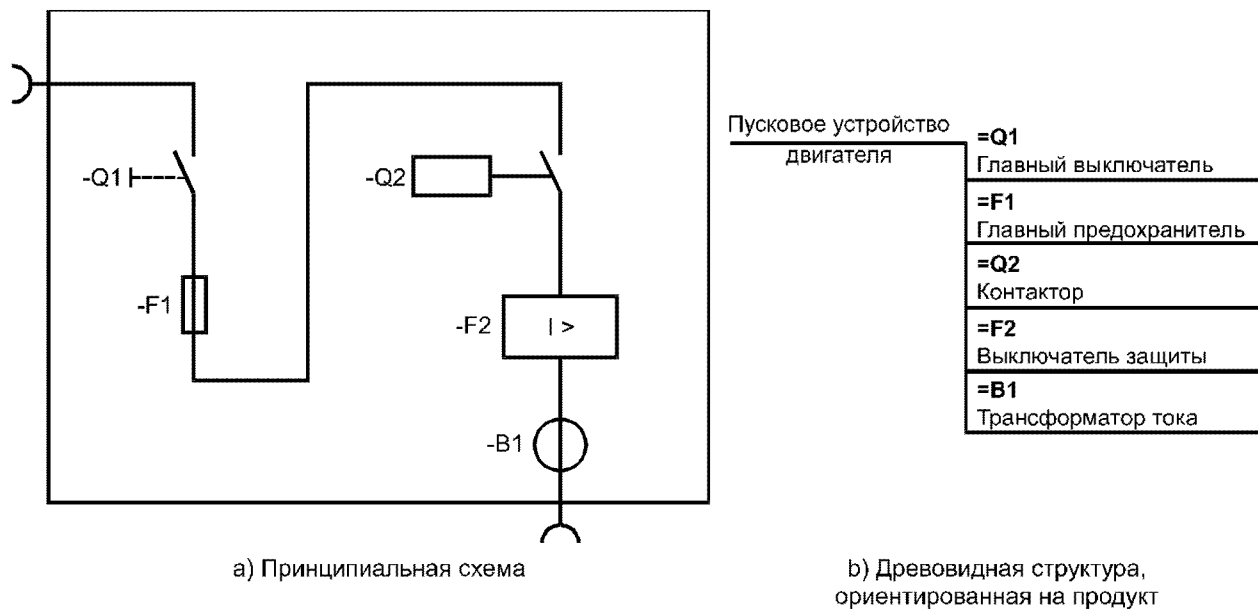 -Q1
-F1
-Q2
-F2
I >
-B1
a) Принципиальная схема
Пусковое устройство
двигателя
=Q1
Главный выключатель
=F1
Главный предохранитель
=Q2
Контактор
=F2
Выключатель защиты
=B1
Трансформатор тока
b) Древовидная структура,
ориентированная на продукт